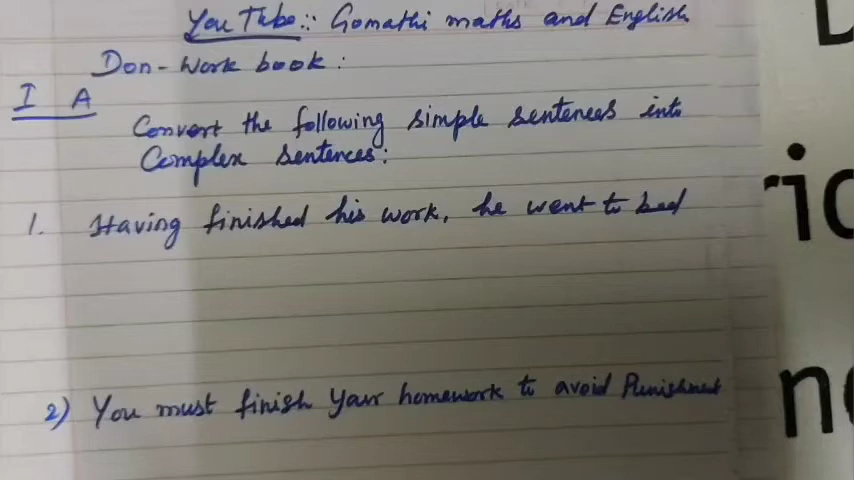 YouTube:: Gomathi maths and English
Don-Work book:
I A
Convert the following simple sentences into
Complex sentences:
1. Having finished his work, he went to bed
2) You must finish your homework to avoid Punishment